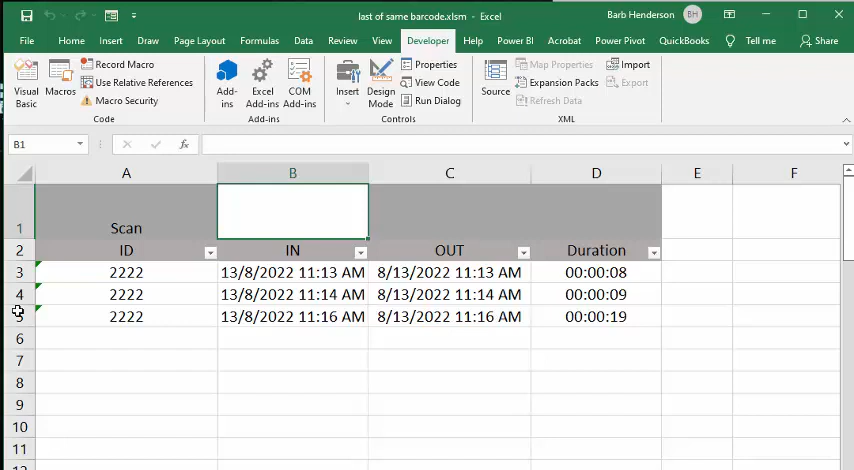 last of same barcode.xlsm - Excel
Barb Henderson BH
File Home Insert Draw Page Layout Formulas Data Review View Developer Help Power BI Acrobat Power Pivot QuickBooks Tell me Share
Visual Basic
Macros
Record Macro
Use Relative References
Macro Security
Code
Add-ins
Excel Add-ins
COM Add-ins
Add-ins
Insert
Design Mode
Properties
View Code
Run Dialog
Controls
Source
Map Properties
Expansion Packs
Refresh Data
Import
Export
XML
B1 fx
A B C D E F
1 Scan
2 ID IN OUT Duration
3 2222 13/8/2022 11:13 AM 8/13/2022 11:13 AM 00:00:08
4 2222 13/8/2022 11:14 AM 8/13/2022 11:14 AM 00:00:09
5 2222 13/8/2022 11:16 AM 8/13/2022 11:16 AM 00:00:19
6
7
8
9
10
11